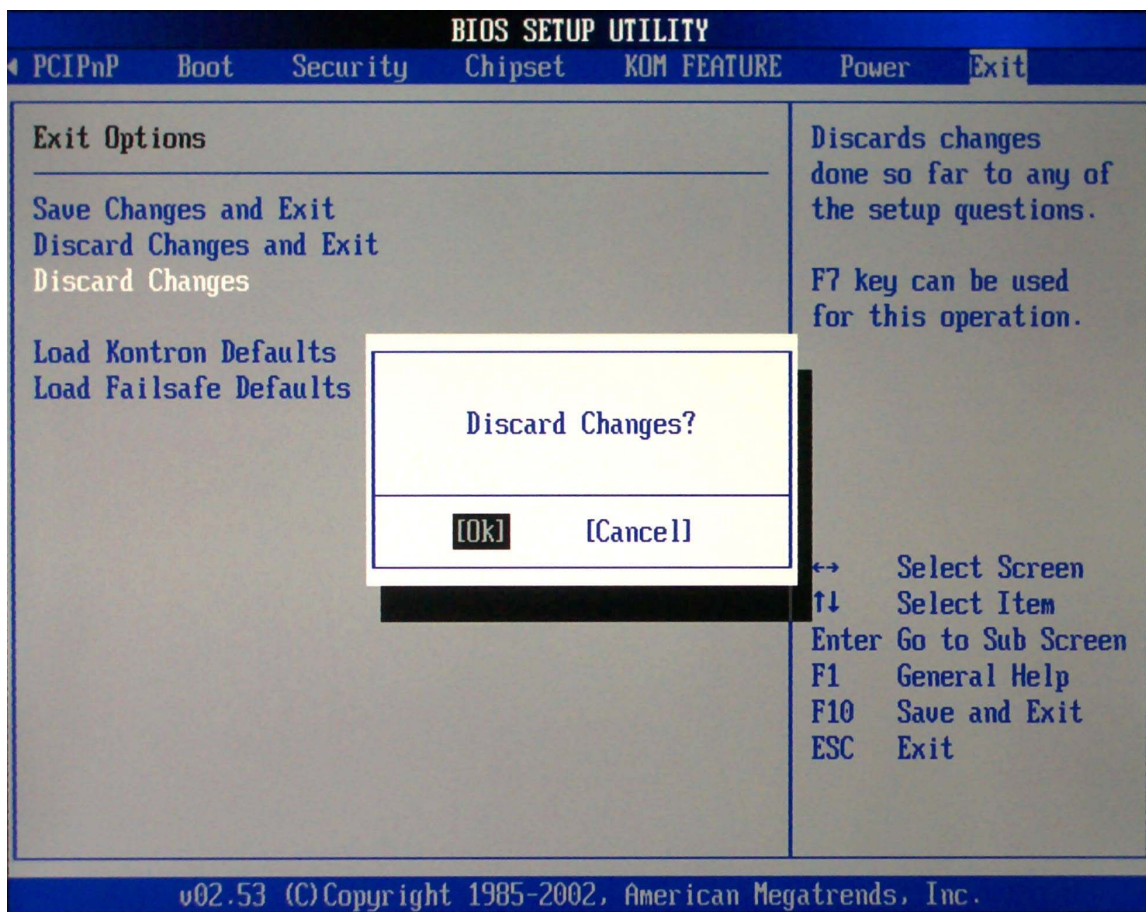 BIOS SETUP UTILITY
PCIPnP Boot Security Chipset KOM FEATURE Power Exit
Exit Options
Save Changes and Exit
Discard Changes and Exit
Discard Changes
Load Kontron Defaults
Load Failsafe Defaults
Discards changes
done so far to any of
the setup questions.
F7 key can be used
for this operation.
Discard Changes?
[Ok] [Cancel]
↔ Select Screen
↑↓ Select Item
Enter Go to Sub Screen
F1 General Help
F10 Save and Exit
ESC Exit
v02.53 (C)Copyright 1985-2002, American Megatrends, Inc.